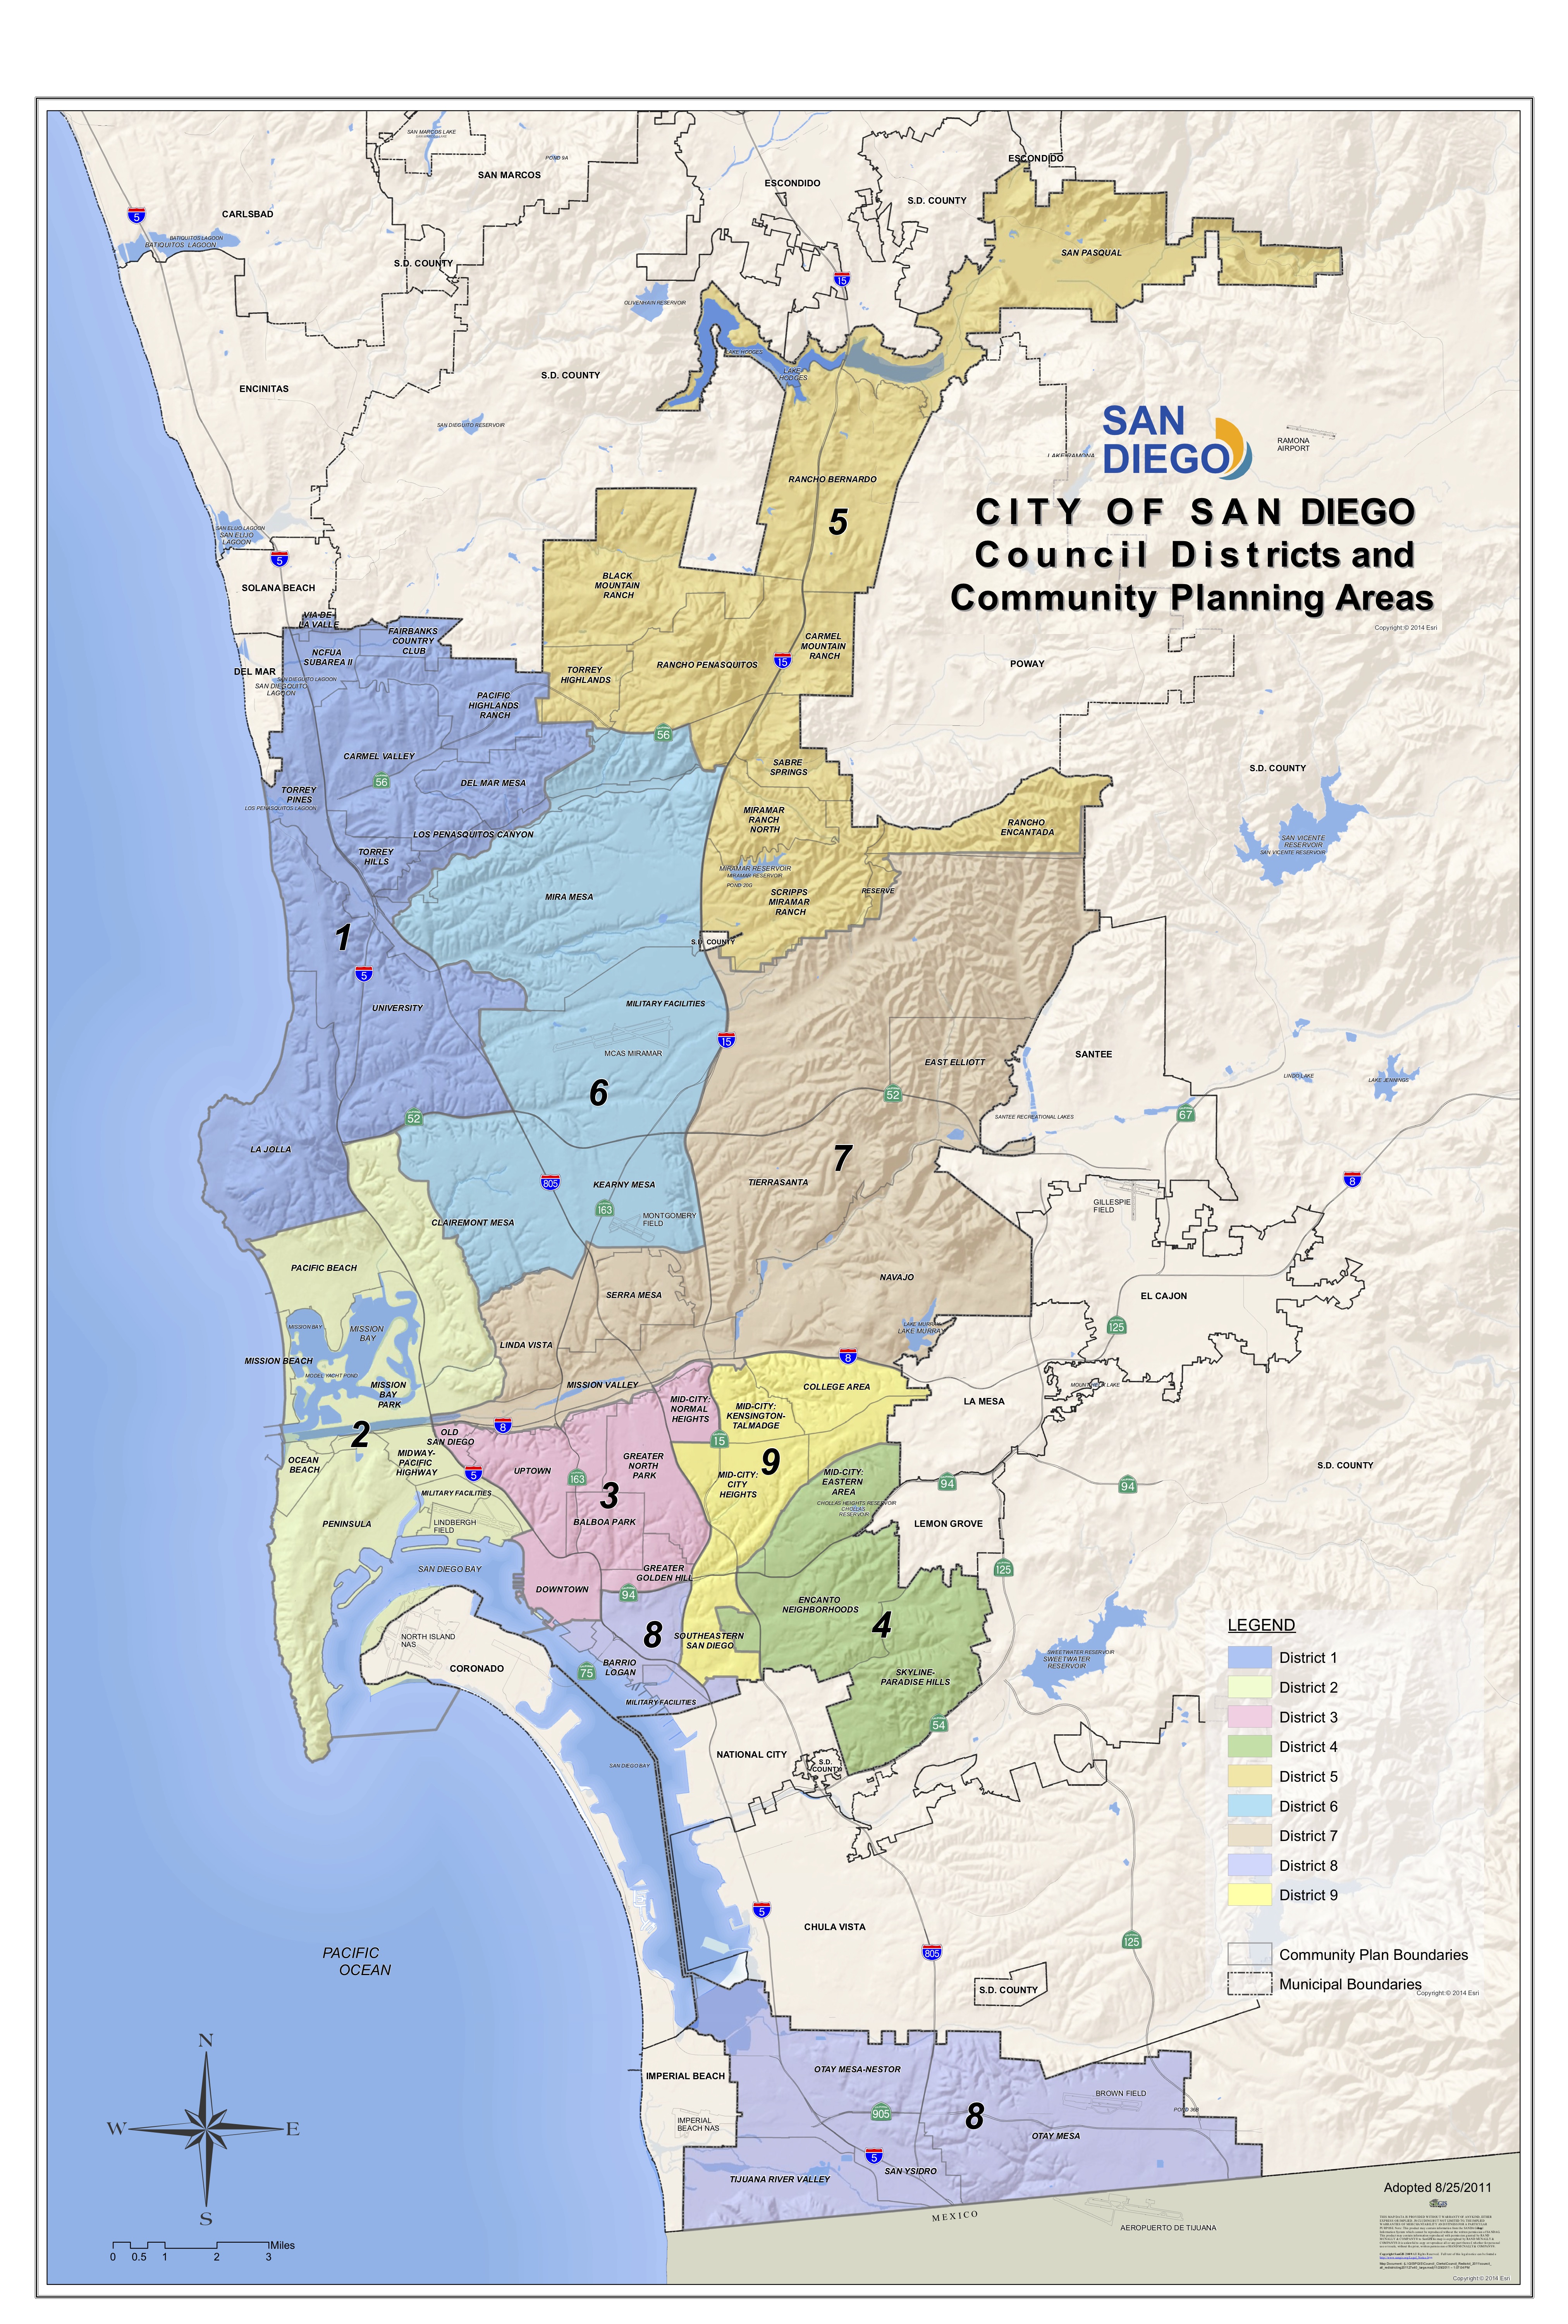 SAN MARCOS LAKE
POND 9A
SAN MARCOS
ESCONDIDO
ESCONDIDO
S.D. COUNTY
CARLSBAD
5
BATIQUITOS LAGOON
BATIQUITOS LAGOON
S.D. COUNTY
SAN PASQUAL
15
OLIVENHAIN RESERVOIR
LAKE HODGES
LAKE
HODGES
S.D. COUNTY
ENCINITAS
SAN DIEGUITO RESERVOIR
SAN
DIEGO
LAKE RAMONA
RAMONA
AIRPORT
CITY OF SAN DIEGO
Council Districts and
Community Planning Areas
Copyright:© 2014 Esri
RANCHO BERNARDO
5
SAN ELIJO LAGOON
SAN ELIJO
LAGOON
5
SOLANA BEACH
BLACK
MOUNTAIN
RANCH
VIA DE
LA VALLE
FAIRBANKS
COUNTRY
CLUB
NCFUA
SUBAREA II
DEL MAR
SAN DIEGUITO LAGOON
SAN DIEGUITO
LAGOON
CARMEL
MOUNTAIN
RANCH
15
RANCHO PENASQUITOS
TORREY
HIGHLANDS
POWAY
PACIFIC
HIGHLANDS
RANCH
56
CARMEL VALLEY
56
DEL MAR MESA
SABRE
SPRINGS
S.D. COUNTY
TORREY
PINES
LOS PENASQUITOS LAGOON
LOS PENASQUITOS CANYON
MIRAMAR
RANCH
NORTH
RANCHO
ENCANTADA
SAN VICENTE
RESERVOIR
SAN VICENTE RESERVOIR
TORREY
HILLS
MIRAMAR RESERVOIR
MIRAMAR RESERVOIR
POND 20G
MIRA MESA
SCRIPPS
MIRAMAR
RANCH
RESERVE
1
S.D. COUNTY
5
UNIVERSITY
MILITARY FACILITIES
15
MCAS MIRAMAR
EAST ELLIOTT
SANTEE
6
52
LINDO LAKE
LAKE JENNINGS
52
SANTEE RECREATIONAL LAKES
67
LA JOLLA
7
TIERRASANTA
805
KEARNY MESA
8
163
MONTGOMERY
FIELD
GILLESPIE
FIELD
CLAIREMONT MESA
PACIFIC BEACH
NAVAJO
SERRA MESA
EL CAJON
MISSION BAY
MISSION
BAY
LAKE MURRAY
LAKE MURRAY
125
LINDA VISTA
8
MISSION BEACH
MODEL YACHT POND
MISSION
BAY
PARK
MISSION VALLEY
COLLEGE AREA
LA MESA
MID-CITY:
NORMAL
HEIGHTS
MID-CITY:
KENSINGTON-
TALMADGE
2
8
OLD
SAN DIEGO
15
OCEAN
BEACH
MIDWAY-
PACIFIC
HIGHWAY
5
UPTOWN
163
GREATER
NORTH
PARK
9
MID-CITY:
CITY
HEIGHTS
MID-CITY:
EASTERN
AREA
94
94
S.D. COUNTY
MILITARY FACILITIES
3
CHOLLAS HEIGHTS RESERVOIR
CHOLLAS
RESERVOIR
PENINSULA
LINDBERGH
FIELD
BALBOA PARK
LEMON GROVE
SAN DIEGO BAY
125
GREATER
GOLDEN HILL
DOWNTOWN
94
ENCANTO
NEIGHBORHOODS
4
NORTH ISLAND
NAS
CORONADO
8
SOUTHEASTERN
SAN DIEGO
BARRIO
LOGAN
75
SKYLINE-
PARADISE HILLS
SWEETWATER RESERVOIR
SWEETWATER
RESERVOIR
MILITARY FACILITIES
54
NATIONAL CITY
S.D.
COUNTY
SAN DIEGO BAY
LEGEND
District 1
District 2
District 3
District 4
District 5
District 6
District 7
District 8
District 9
Community Plan Boundaries
Municipal Boundaries
Copyright:© 2014 Esri
5
CHULA VISTA
805
125
S.D. COUNTY
PACIFIC
OCEAN
IMPERIAL BEACH
OTAY MESA-NESTOR
BROWN FIELD
IMPERIAL
BEACH NAS
905
8
OTAY MESA
5
SAN YSIDRO
TIJUANA RIVER VALLEY
MEXICO
AEROPUERTO DE TIJUANA
N
W
E
S
0 0.5 1 2 3
Miles
Adopted 8/25/2011
Copyright:© 2014 Esri